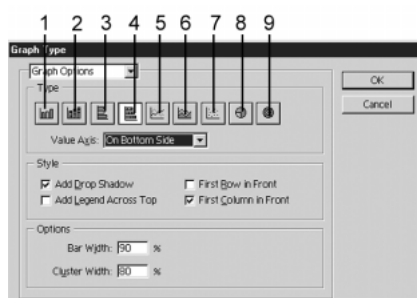 1 2 3 4 5 6 7 8 9
Graph Type
Graph Options
Type
OK
Cancel
Value Axis: On Bottom Side
Style
Add Drop Shadow
First Row in Front
Add Legend Across Top
First Column in Front
Options
Bar Width: 90 %
Cluster Width: 80 %